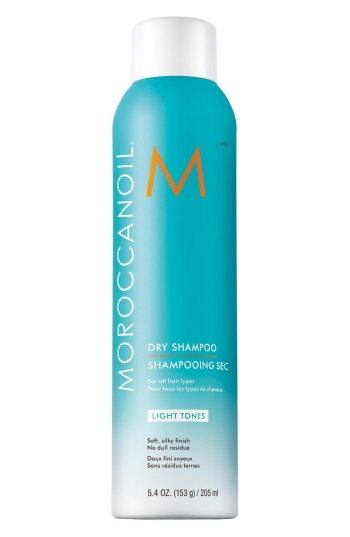 MOROCCANOIL®
M
DRY SHAMPOO
SHAMPOOING SEC
For all hair types
Pour tous les types de cheveux
LIGHT TONES
Soft, silky finish
No dull residue
Doux fini soyeux
Sans résidus ternes
5.4 OZ. (153 g) / 205 ml